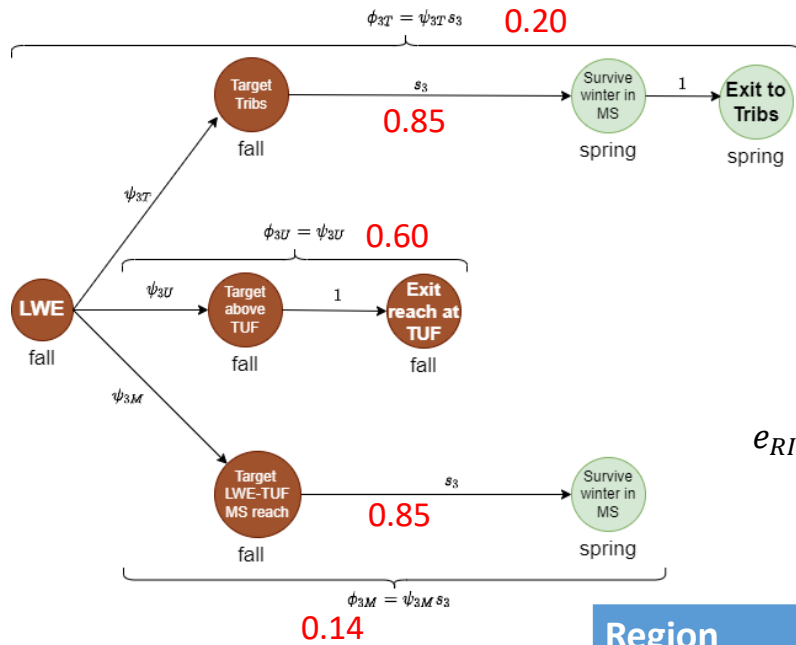 ϕ₃T = ψ₃T s₃ 0.20
Target
Tribs
fall
s₃
0.85
Survive
winter in
MS
spring
1
Exit to
Tribs
spring
ψ₃T
ϕ₃U = ψ₃U 0.60
LWE
fall
ψ₃U
Target
above
TUF
fall
1
Exit
reach at
TUF
fall
ψ₃M
Target
LWE-TUF
MS reach
fall
s₃
0.85
Survive
winter in
MS
spring
e_RI
ϕ₃M = ψ₃M s₃
0.14
Region